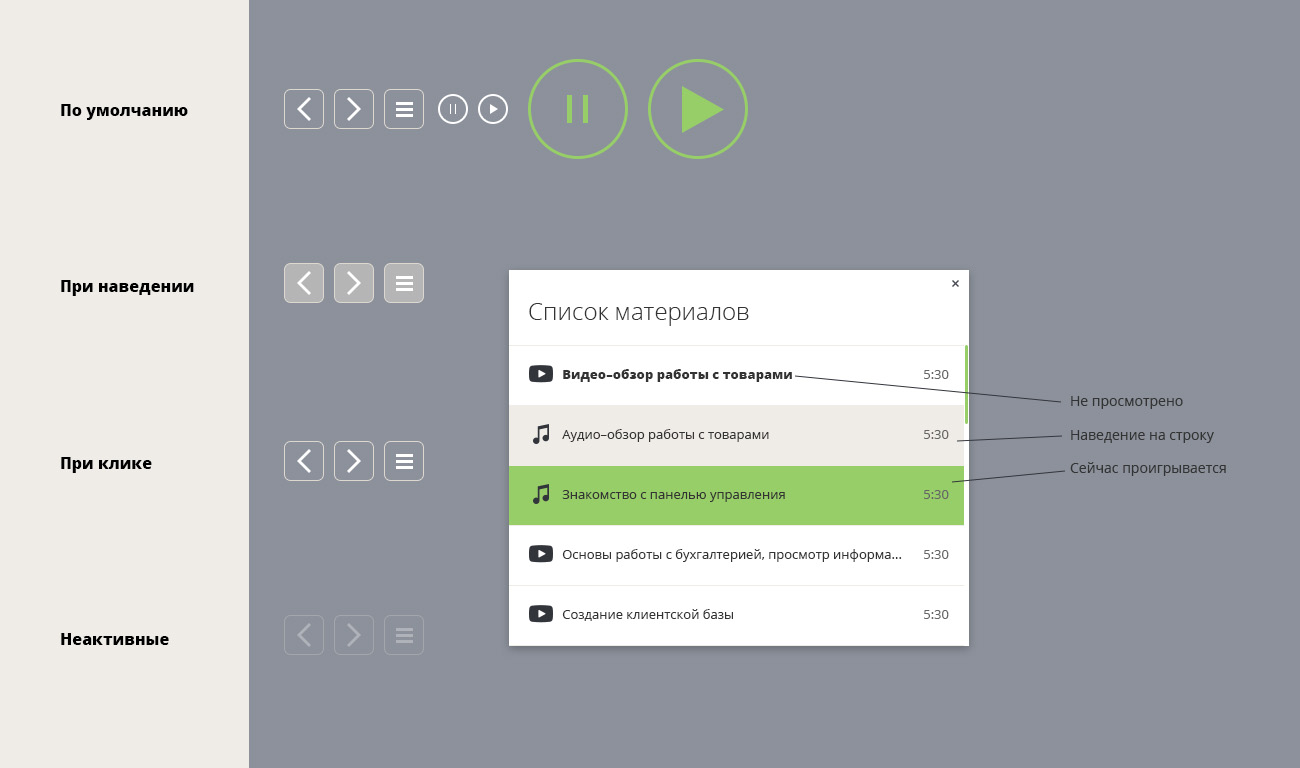 По умолчанию
При наведении
При клике
Неактивные
×
Список материалов
Видео–обзор работы с товарами 5:30
Аудио–обзор работы с товарами 5:30
Знакомство с панелью управления 5:30
Основы работы с бухгалтерией, просмотр информа... 5:30
Создание клиентской базы 5:30
Не просмотрено
Наведение на строку
Сейчас проигрывается